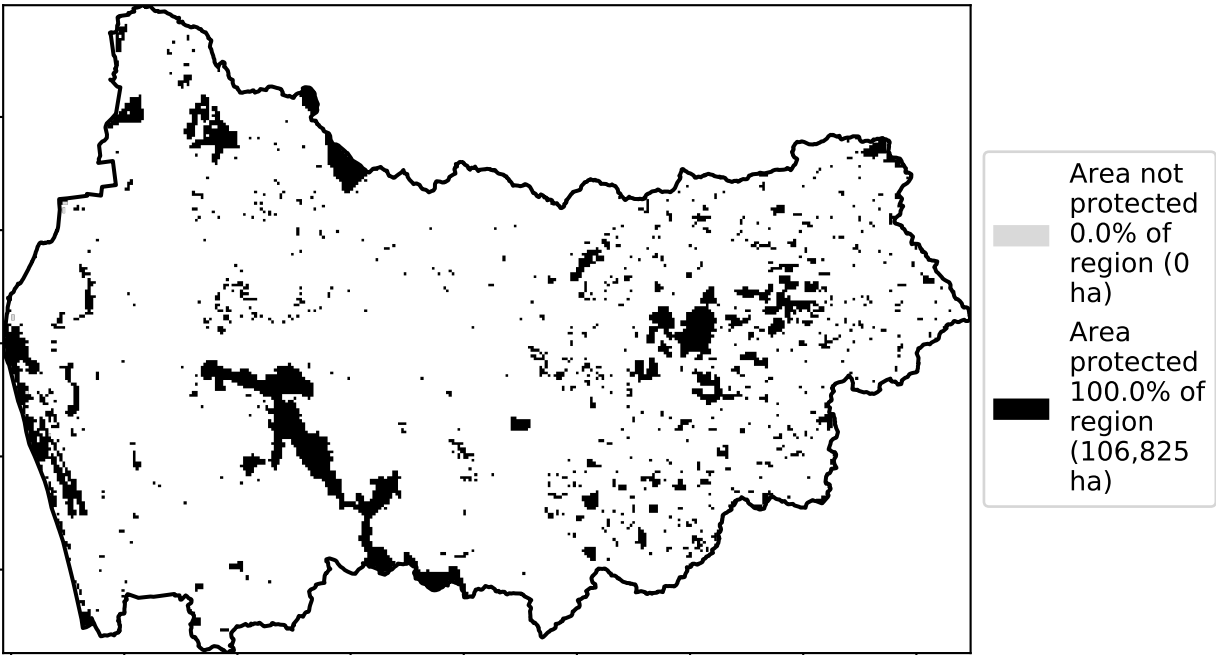 Area not
protected
0.0% of
region (0
ha)
Area
protected
100.0% of
region
(106,825
ha)